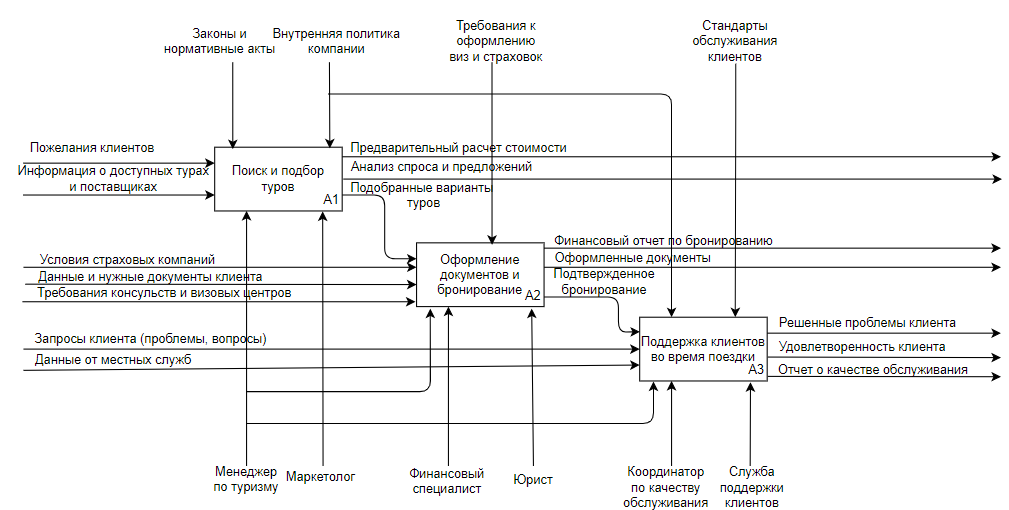 Законы и
нормативные акты
Внутренняя политика
компании
Требования к
оформлению
виз и страховок
Стандарты
обслуживания
клиентов
Пожелания клиентов
Информация о доступных турах
и поставщиках
Поиск и подбор
туров
A1
Предварительный расчет стоимости
Анализ спроса и предложений
Подобранные варианты
туров
Условия страховых компаний
Данные и нужные документы клиента
Требования консульств и визовых центров
Оформление
документов и
бронирование
A2
Финансовый отчет по бронированию
Оформленные документы
Подтвержденное
бронирование
Запросы клиента (проблемы, вопросы)
Данные от местных служб
Поддержка клиентов
во время поездки
A3
Решенные проблемы клиента
Удовлетворенность клиента
Отчет о качестве обслуживания
Менеджер
по туризму
Маркетолог
Финансовый
специалист
Юрист
Координатор
по качеству
обслуживания
Служба
поддержки
клиентов